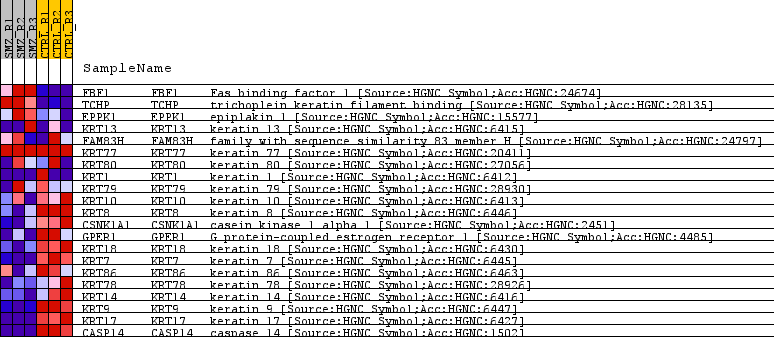 SMZ_R1 SMZ_R2 SMZ_R3 CTRL_R1 CTRL_R2 CTRL_R3
SampleName
FBF1 FBF1 Fas binding factor 1 [Source:HGNC Symbol;Acc:HGNC:24674]
TCHP TCHP trichoplein keratin filament binding [Source:HGNC Symbol;Acc:HGNC:28135]
EPPK1 EPPK1 epiplakin 1 [Source:HGNC Symbol;Acc:HGNC:15577]
KRT13 KRT13 keratin 13 [Source:HGNC Symbol;Acc:HGNC:6415]
FAM83H FAM83H family with sequence similarity 83 member H [Source:HGNC Symbol;Acc:HGNC:24797]
KRT77 KRT77 keratin 77 [Source:HGNC Symbol;Acc:HGNC:20411]
KRT80 KRT80 keratin 80 [Source:HGNC Symbol;Acc:HGNC:27056]
KRT1 KRT1 keratin 1 [Source:HGNC Symbol;Acc:HGNC:6412]
KRT79 KRT79 keratin 79 [Source:HGNC Symbol;Acc:HGNC:28930]
KRT10 KRT10 keratin 10 [Source:HGNC Symbol;Acc:HGNC:6413]
KRT8 KRT8 keratin 8 [Source:HGNC Symbol;Acc:HGNC:6446]
CSNK1A1 CSNK1A1 casein kinase 1 alpha 1 [Source:HGNC Symbol;Acc:HGNC:2451]
GPER1 GPER1 G protein-coupled estrogen receptor 1 [Source:HGNC Symbol;Acc:HGNC:4485]
KRT18 KRT18 keratin 18 [Source:HGNC Symbol;Acc:HGNC:6430]
KRT7 KRT7 keratin 7 [Source:HGNC Symbol;Acc:HGNC:6445]
KRT86 KRT86 keratin 86 [Source:HGNC Symbol;Acc:HGNC:6463]
KRT78 KRT78 keratin 78 [Source:HGNC Symbol;Acc:HGNC:28926]
KRT14 KRT14 keratin 14 [Source:HGNC Symbol;Acc:HGNC:6416]
KRT9 KRT9 keratin 9 [Source:HGNC Symbol;Acc:HGNC:6447]
KRT17 KRT17 keratin 17 [Source:HGNC Symbol;Acc:HGNC:6427]
CASP14 CASP14 caspase 14 [Source:HGNC Symbol;Acc:HGNC:1502]